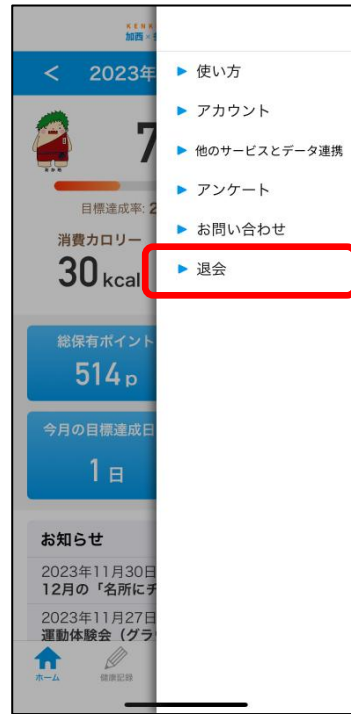 KENK
加西
2023年
7
目標達成率: 2
消費カロリー
30 kcal
総保有ポイント
514 p
今月の目標達成日
1 日
お知らせ
2023年11月30日
12月の「名所にチ
2023年11月27日
運動体験会（グラ
ホーム
健康記録
使い方
アカウント
他のサービスとデータ連携
アンケート
お問い合わせ
退会